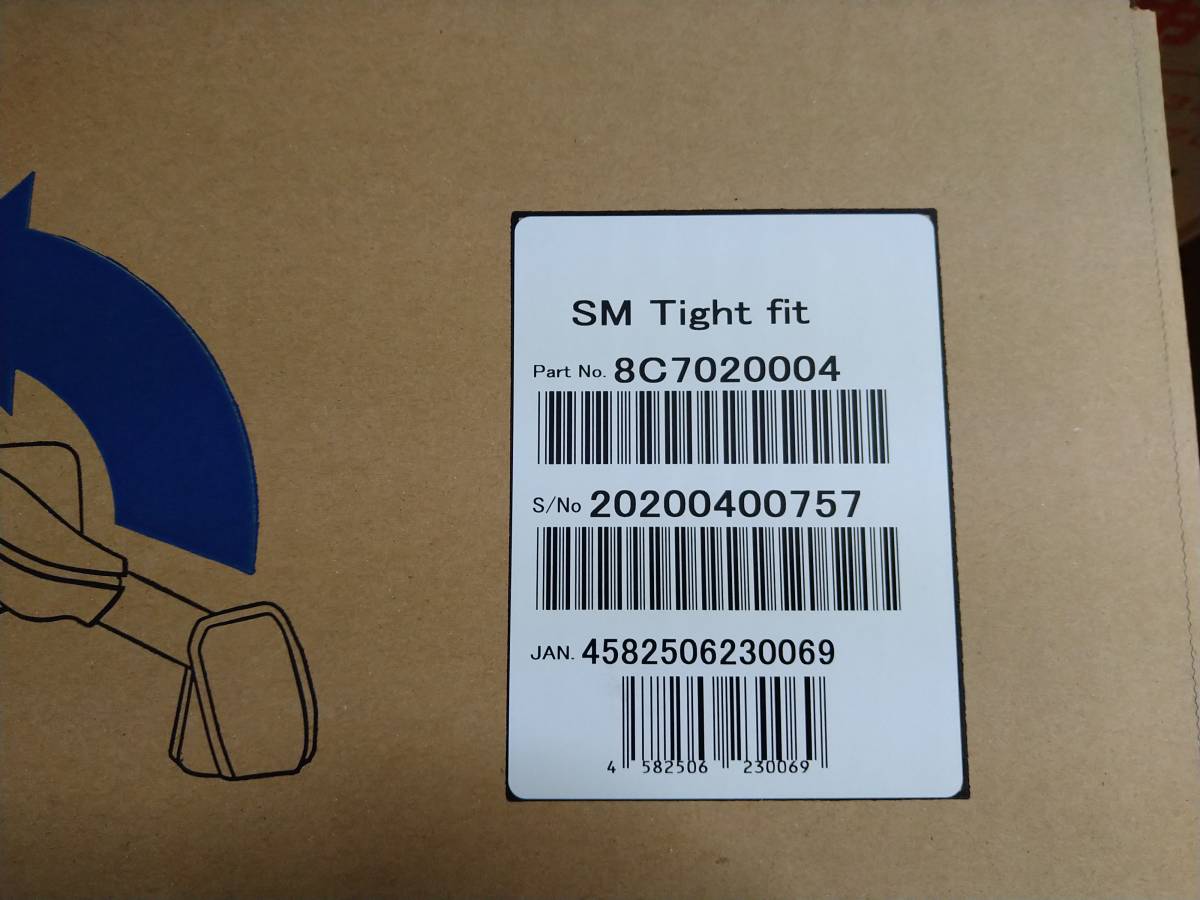 SM Tight fit
Part No. 8C7020004
S/No 20200400757
JAN. 4582506230069
4 582506 230069